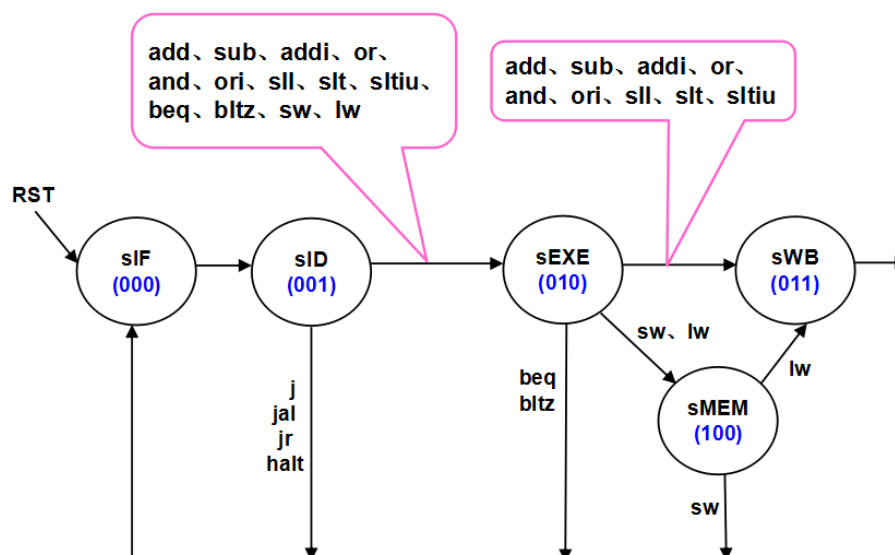 add、sub、addi、or、
and、ori、sll、slt、sltiu、
beq、bltz、sw、lw
add、sub、addi、or、
and、ori、sll、slt、sltiu
RST
sIF
(000)
sID
(001)
sEXE
(010)
sWB
(011)
sw、lw
lw
j
jal
jr
halt
beq
bltz
sMEM
(100)
sw